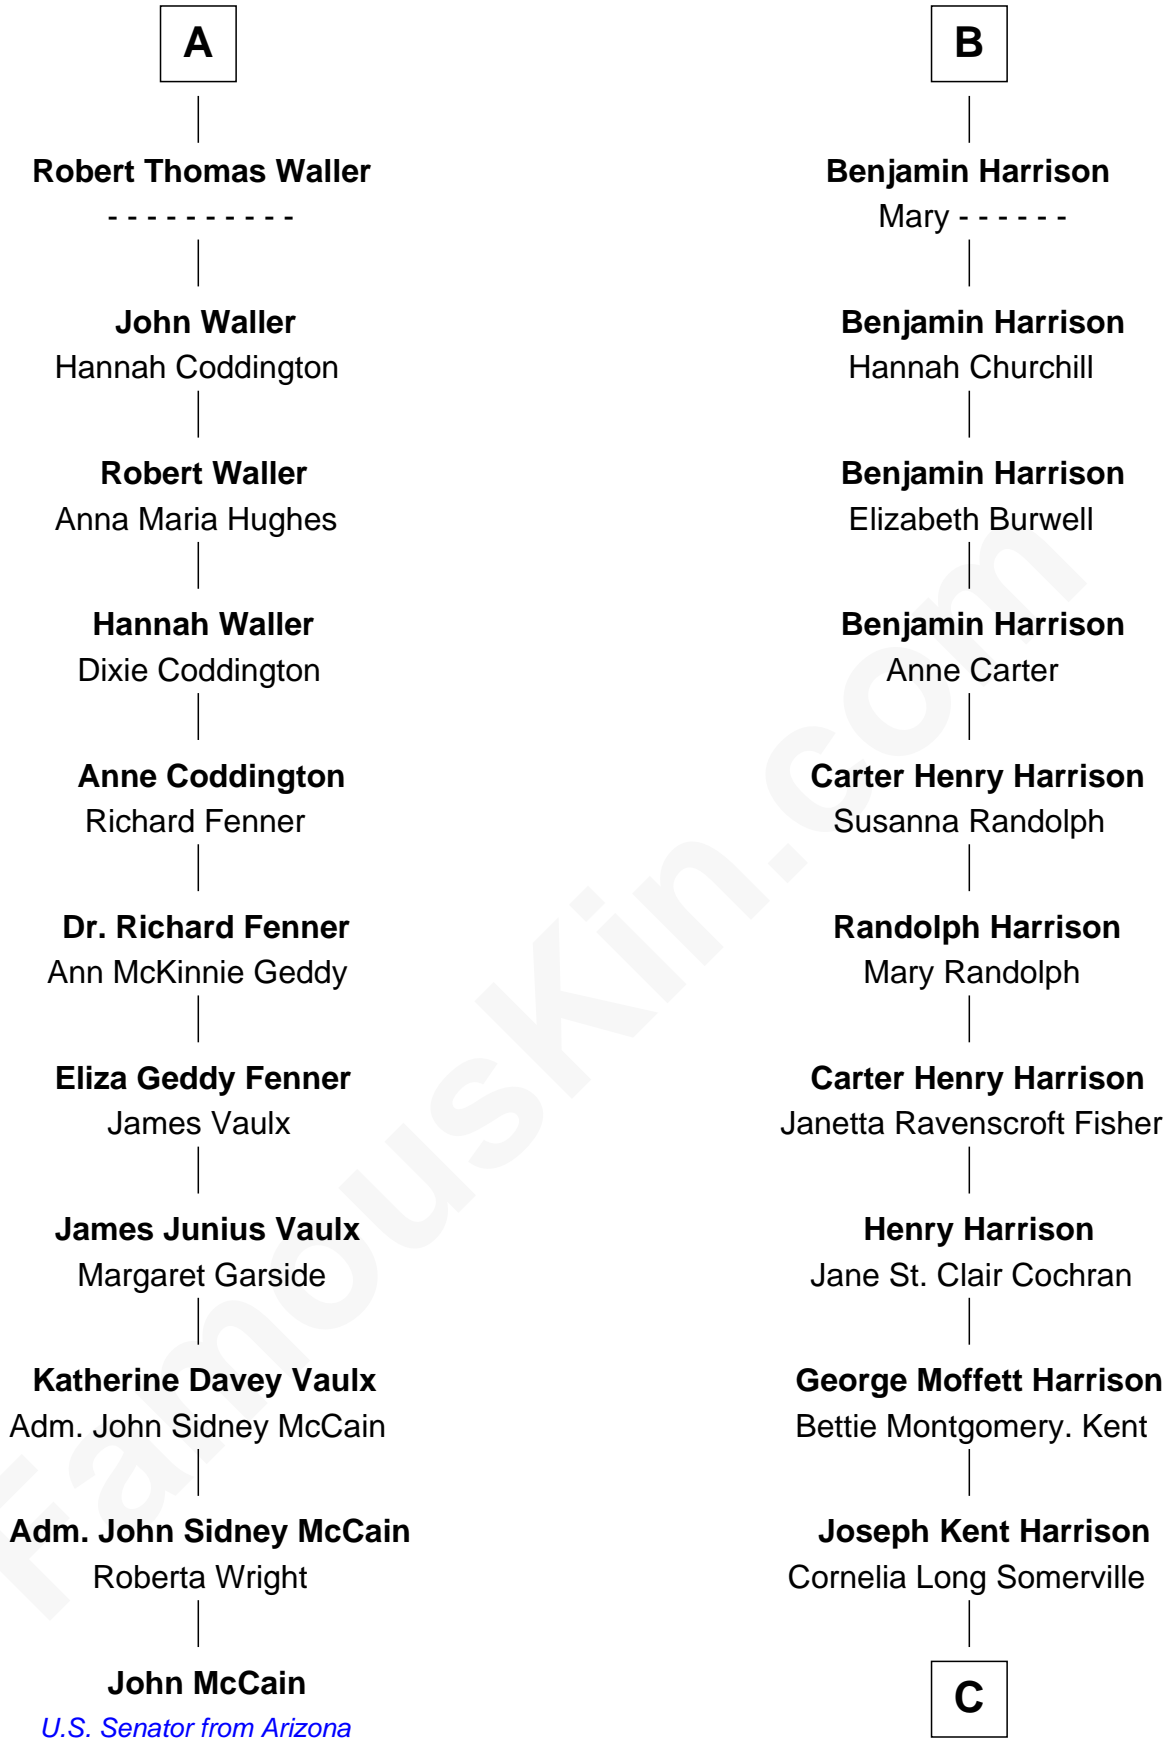 A
Robert Thomas Waller
- - - - - - - - - -
John Waller
Hannah Coddington
Robert Waller
Anna Maria Hughes
Hannah Waller
Dixie Coddington
Anne Coddington
Richard Fenner
Dr. Richard Fenner
Ann McKinnie Geddy
Eliza Geddy Fenner
James Vaulx
James Junius Vaulx
Margaret Garside
Katherine Davey Vaulx
Adm. John Sidney McCain
Adm. John Sidney McCain
Roberta Wright
John McCain
U.S. Senator from Arizona
B
Benjamin Harrison
Mary - - - - - -
Benjamin Harrison
Hannah Churchill
Benjamin Harrison
Elizabeth Burwell
Benjamin Harrison
Anne Carter
Carter Henry Harrison
Susanna Randolph
Randolph Harrison
Mary Randolph
Carter Henry Harrison
Janetta Ravenscroft Fisher
Henry Harrison
Jane St. Clair Cochran
George Moffett Harrison
Bettie Montgomery. Kent
Joseph Kent Harrison
Cornelia Long Somerville
C
FamousKin.com